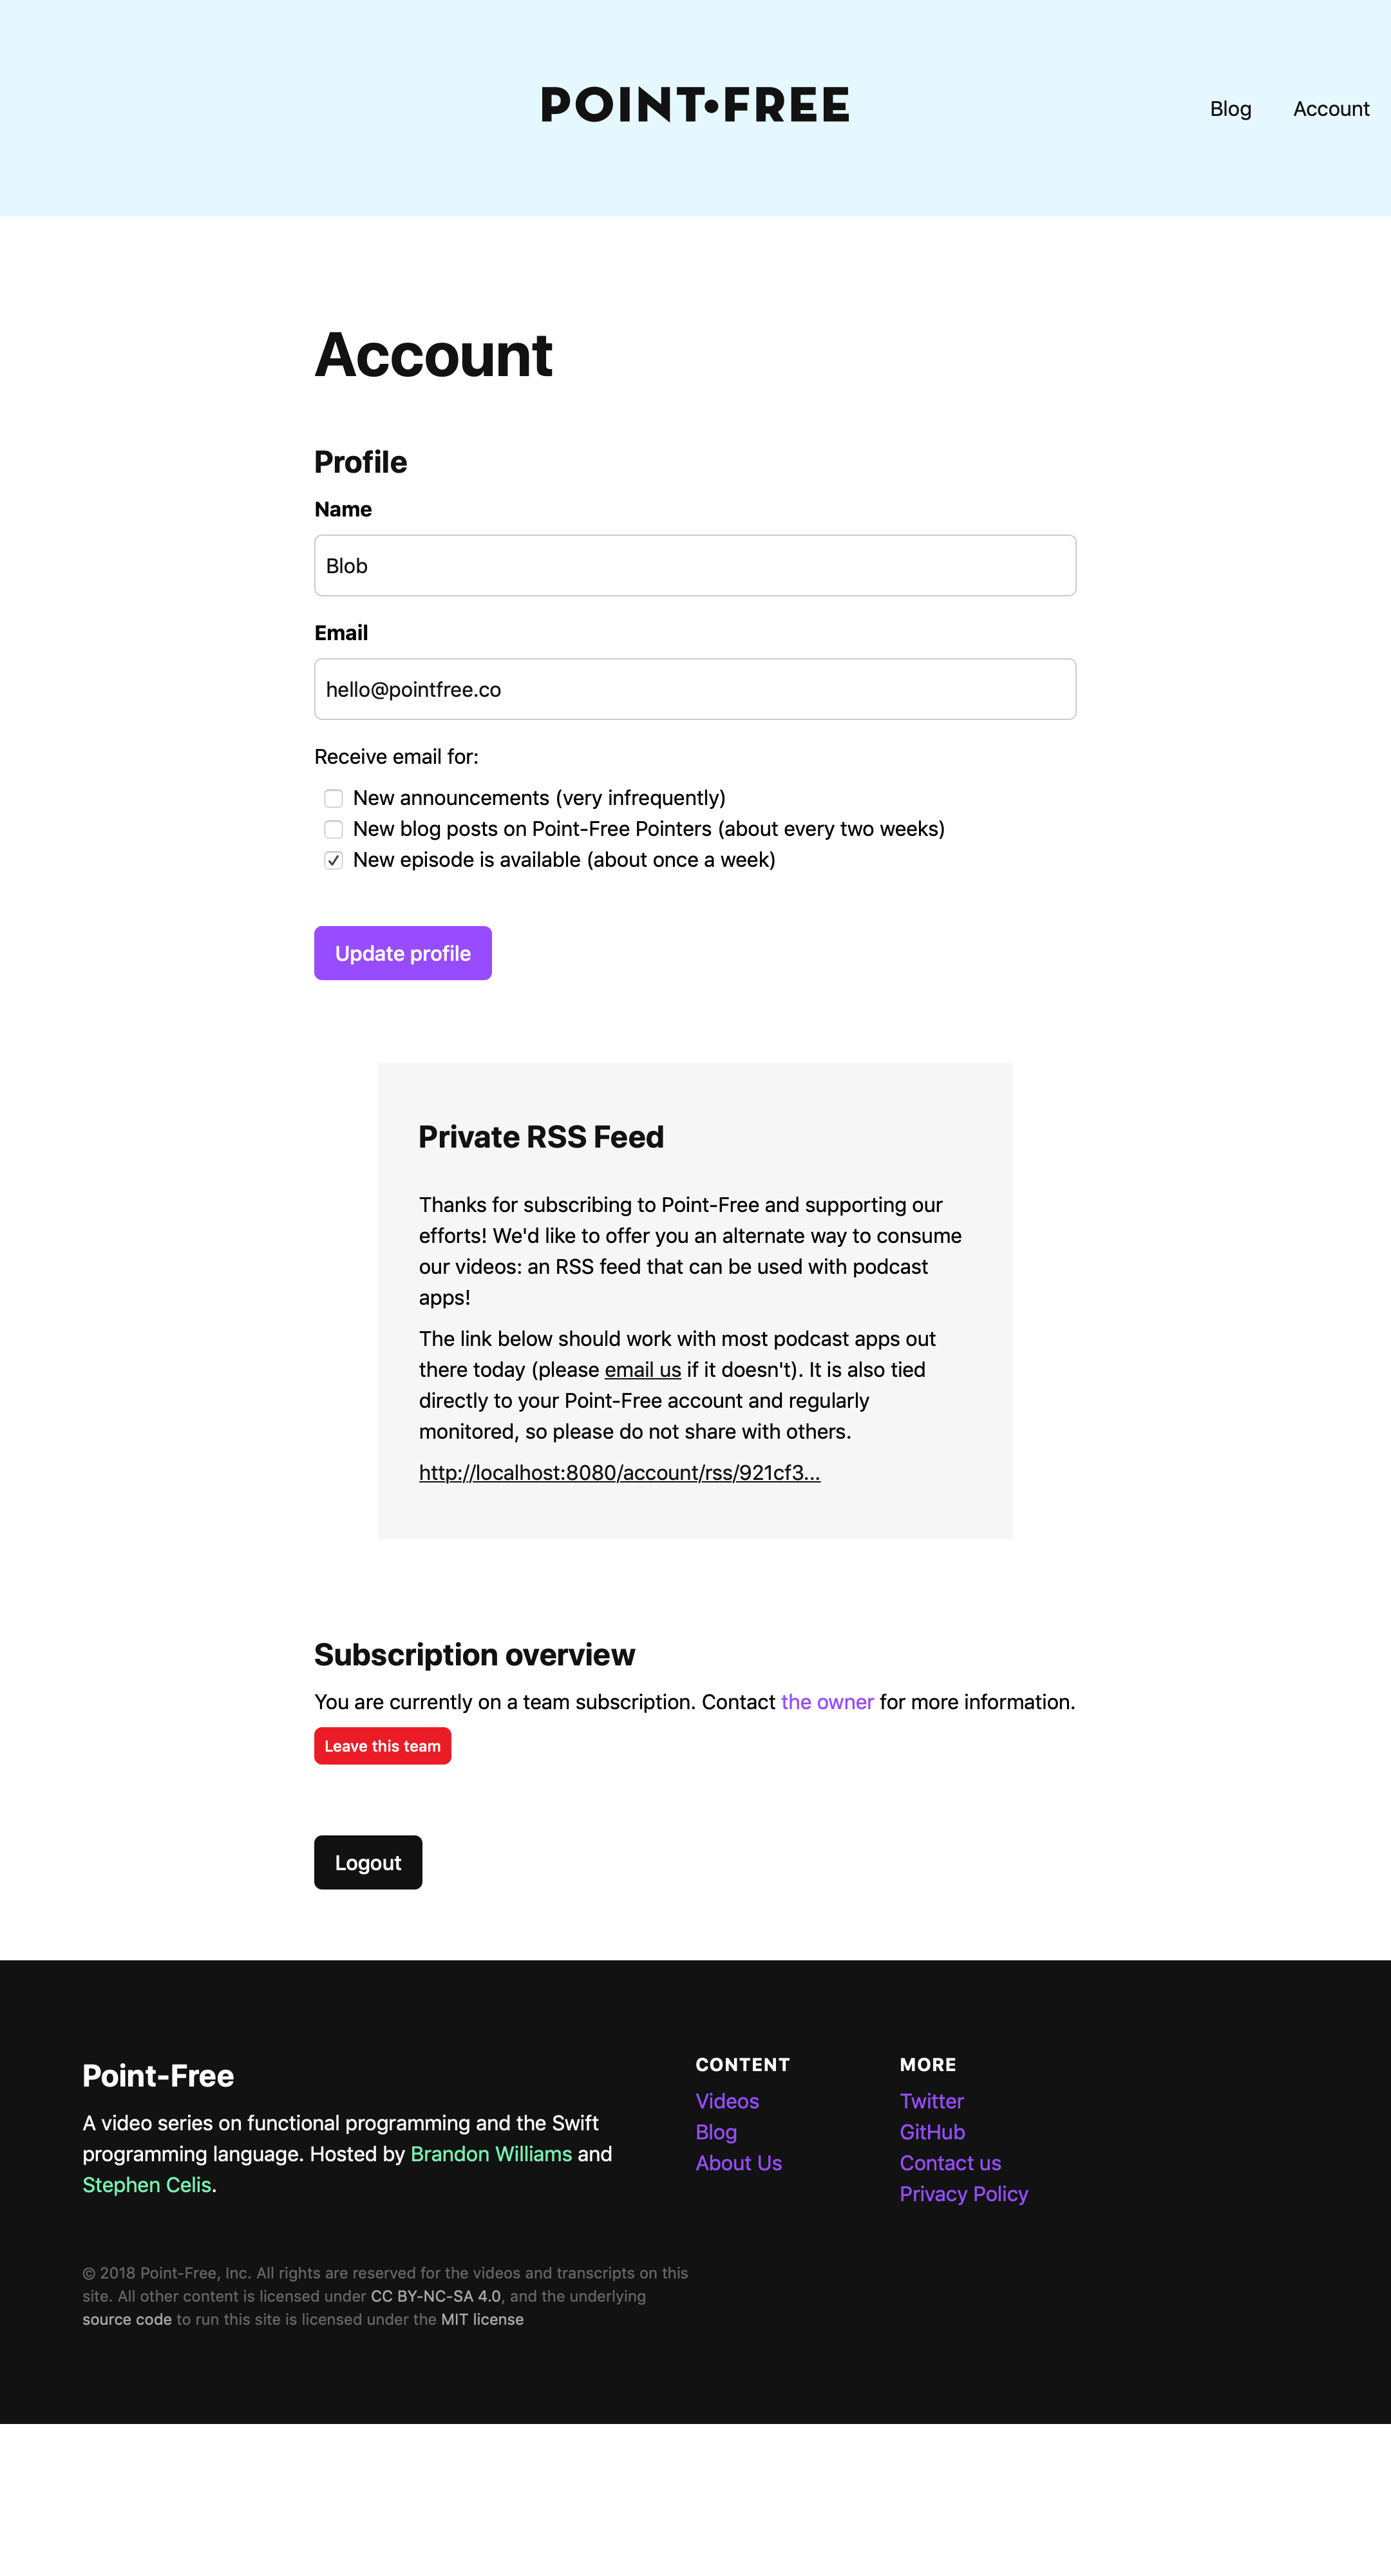 POINT•FREE
Blog
Account
Account
Profile
Name
Blob
Email
hello@pointfree.co
Receive email for:
New announcements (very infrequently)
New blog posts on Point-Free Pointers (about every two weeks)
New episode is available (about once a week)
Update profile
Private RSS Feed
Thanks for subscribing to Point-Free and supporting our
efforts! We'd like to offer you an alternate way to consume
our videos: an RSS feed that can be used with podcast
apps!
The link below should work with most podcast apps out
there today (please email us if it doesn't). It is also tied
directly to your Point-Free account and regularly
monitored, so please do not share with others.
http://localhost:8080/account/rss/921cf3...
Subscription overview
You are currently on a team subscription. Contact the owner for more information.
Leave this team
Logout
Point-Free
A video series on functional programming and the Swift
programming language. Hosted by Brandon Williams and
Stephen Celis.
CONTENT
Videos
Blog
About Us
MORE
Twitter
GitHub
Contact us
Privacy Policy
© 2018 Point-Free, Inc. All rights are reserved for the videos and transcripts on this
site. All other content is licensed under CC BY-NC-SA 4.0, and the underlying
source code to run this site is licensed under the MIT license